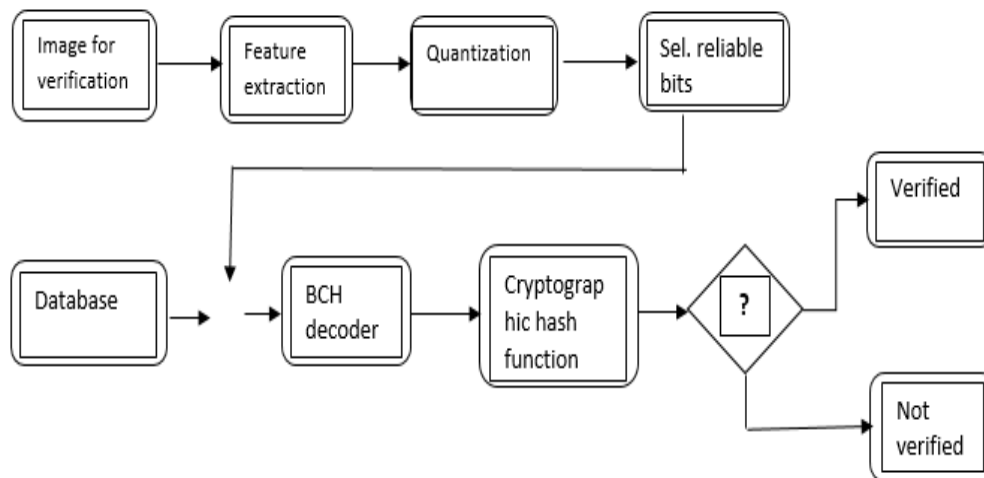 Image for
verification
Feature
extraction
Quantization
Sel. reliable
bits
Verified
Database
BCH
decoder
Cryptograp
hic hash
function
?
Not
verified